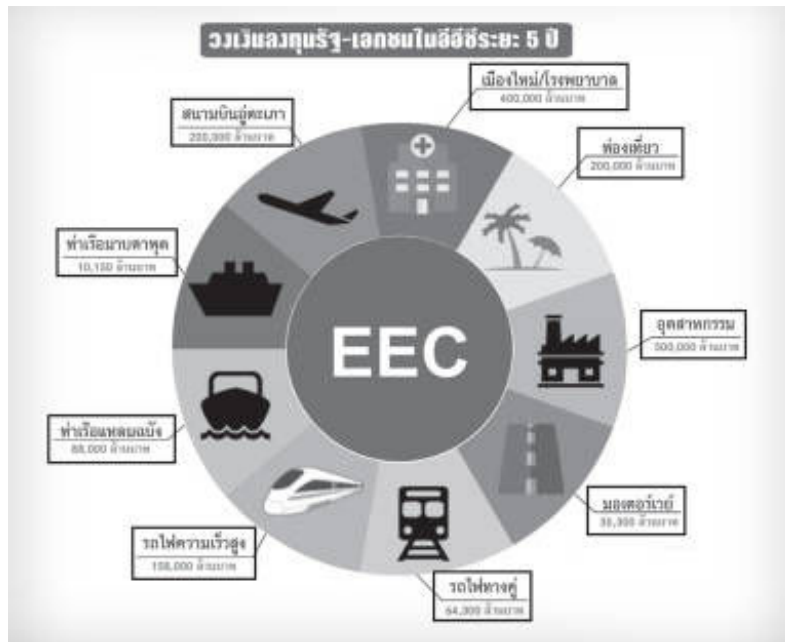 วงเงินลงทุนรัฐ-เอกชนในอีอีซีระยะ 5 ปี
เมืองใหม่/โรงพยาบาล
400,000 ล้านบาท
สนามบินอู่ตะเภา
200,000 ล้านบาท
ท่องเที่ยว
200,000 ล้านบาท
ท่าเรือมาบตาพุด
10,150 ล้านบาท
อุตสาหกรรม
500,000 ล้านบาท
EEC
ท่าเรือแหลมฉบัง
88,000 ล้านบาท
มอเตอร์เวย์
ล้านบาท
รถไฟความเร็วสูง
158,000 ล้านบาท
รถไฟทางคู่
64,300 ล้านบาท